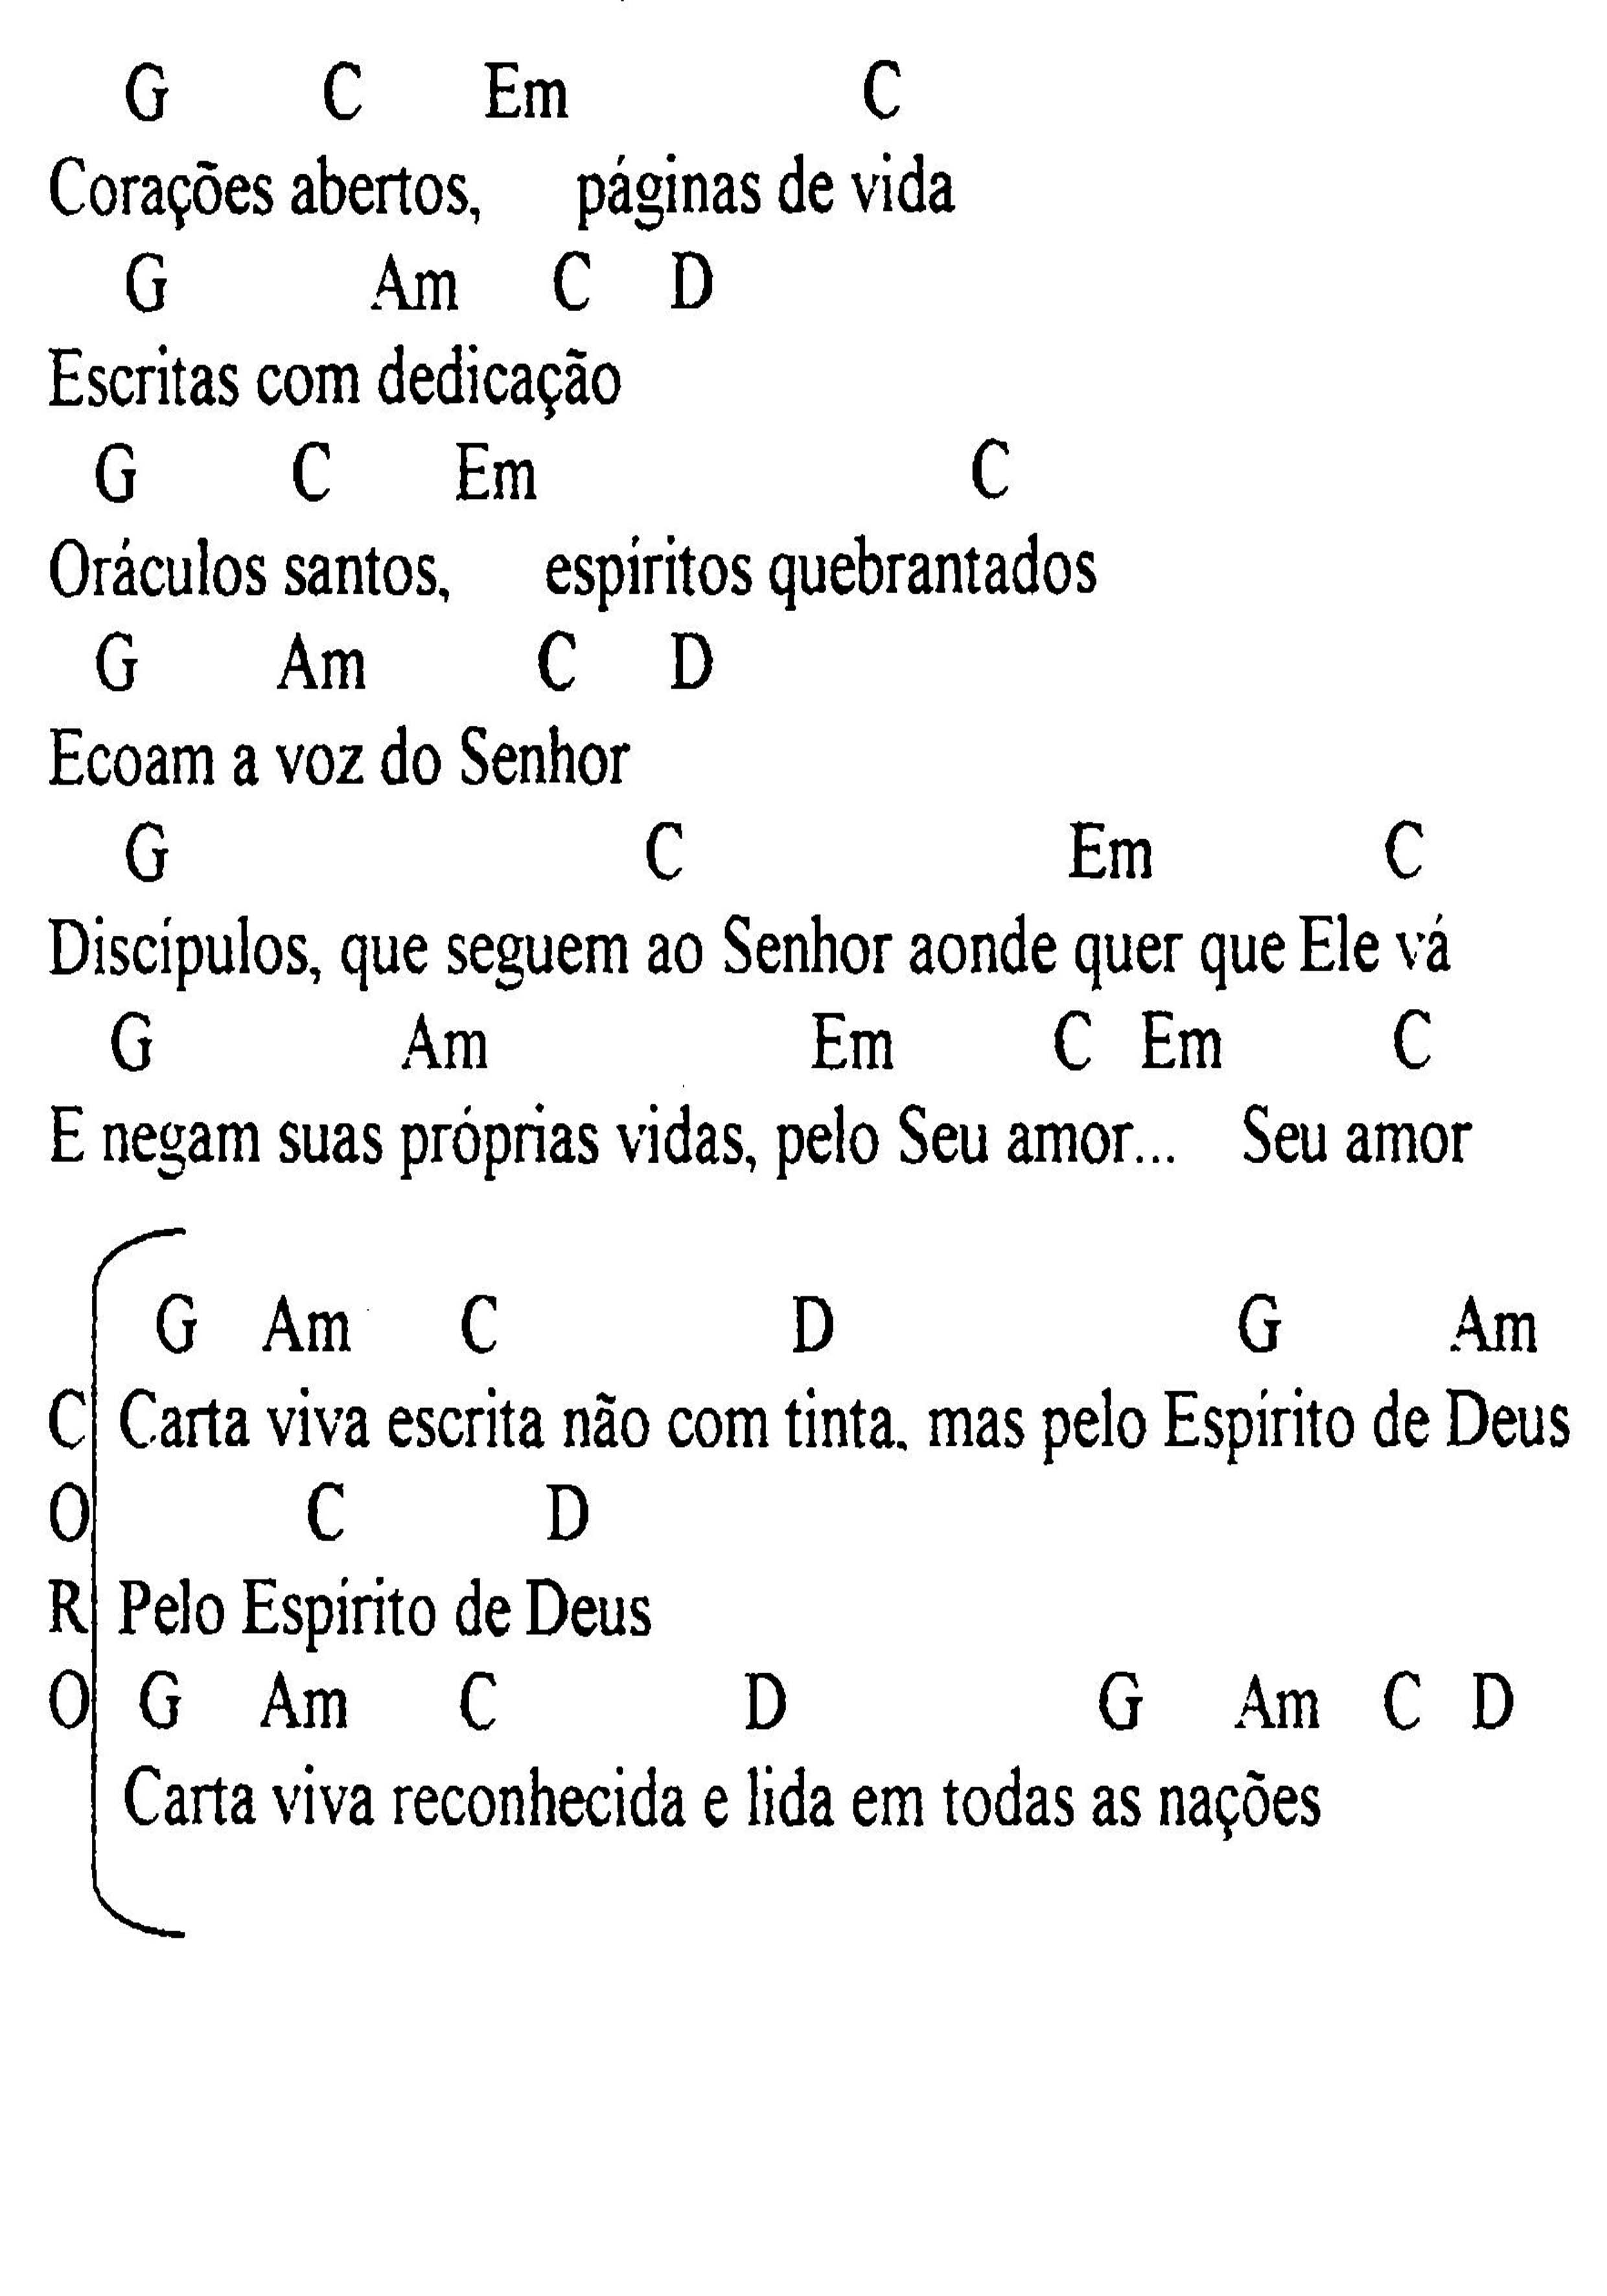 G C Em C
Corações abertos, páginas de vida
G Am C D
Escritas com dedicação
G C Em C
Oráculos santos, espíritos quebrantados
G Am C D
Ecoam a voz do Senhor
G C Em C
Discípulos, que seguem ao Senhor aonde quer que Ele vá
G Am Em C Em C
E negam suas próprias vidas, pelo Seu amor... Seu amor
G Am C D G Am
C Carta viva escrita não com tinta, mas pelo Espírito de Deus
O C D
R Pelo Espírito de Deus
O G Am C D G Am C D
Carta viva reconhecida e lida em todas as nações